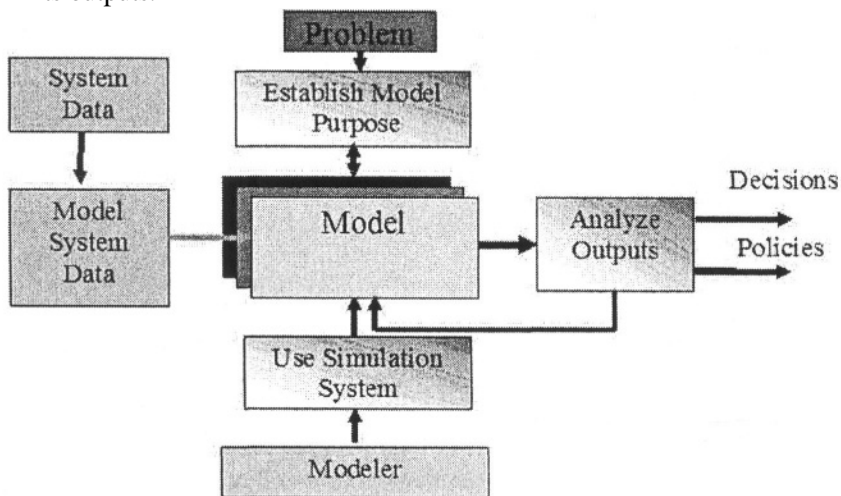 Problem
System
Data
Establish Model
Purpose
Decisions
Model
System
Data
Model
Analyze
Outputs
Policies
Use Simulation
System
Modeler